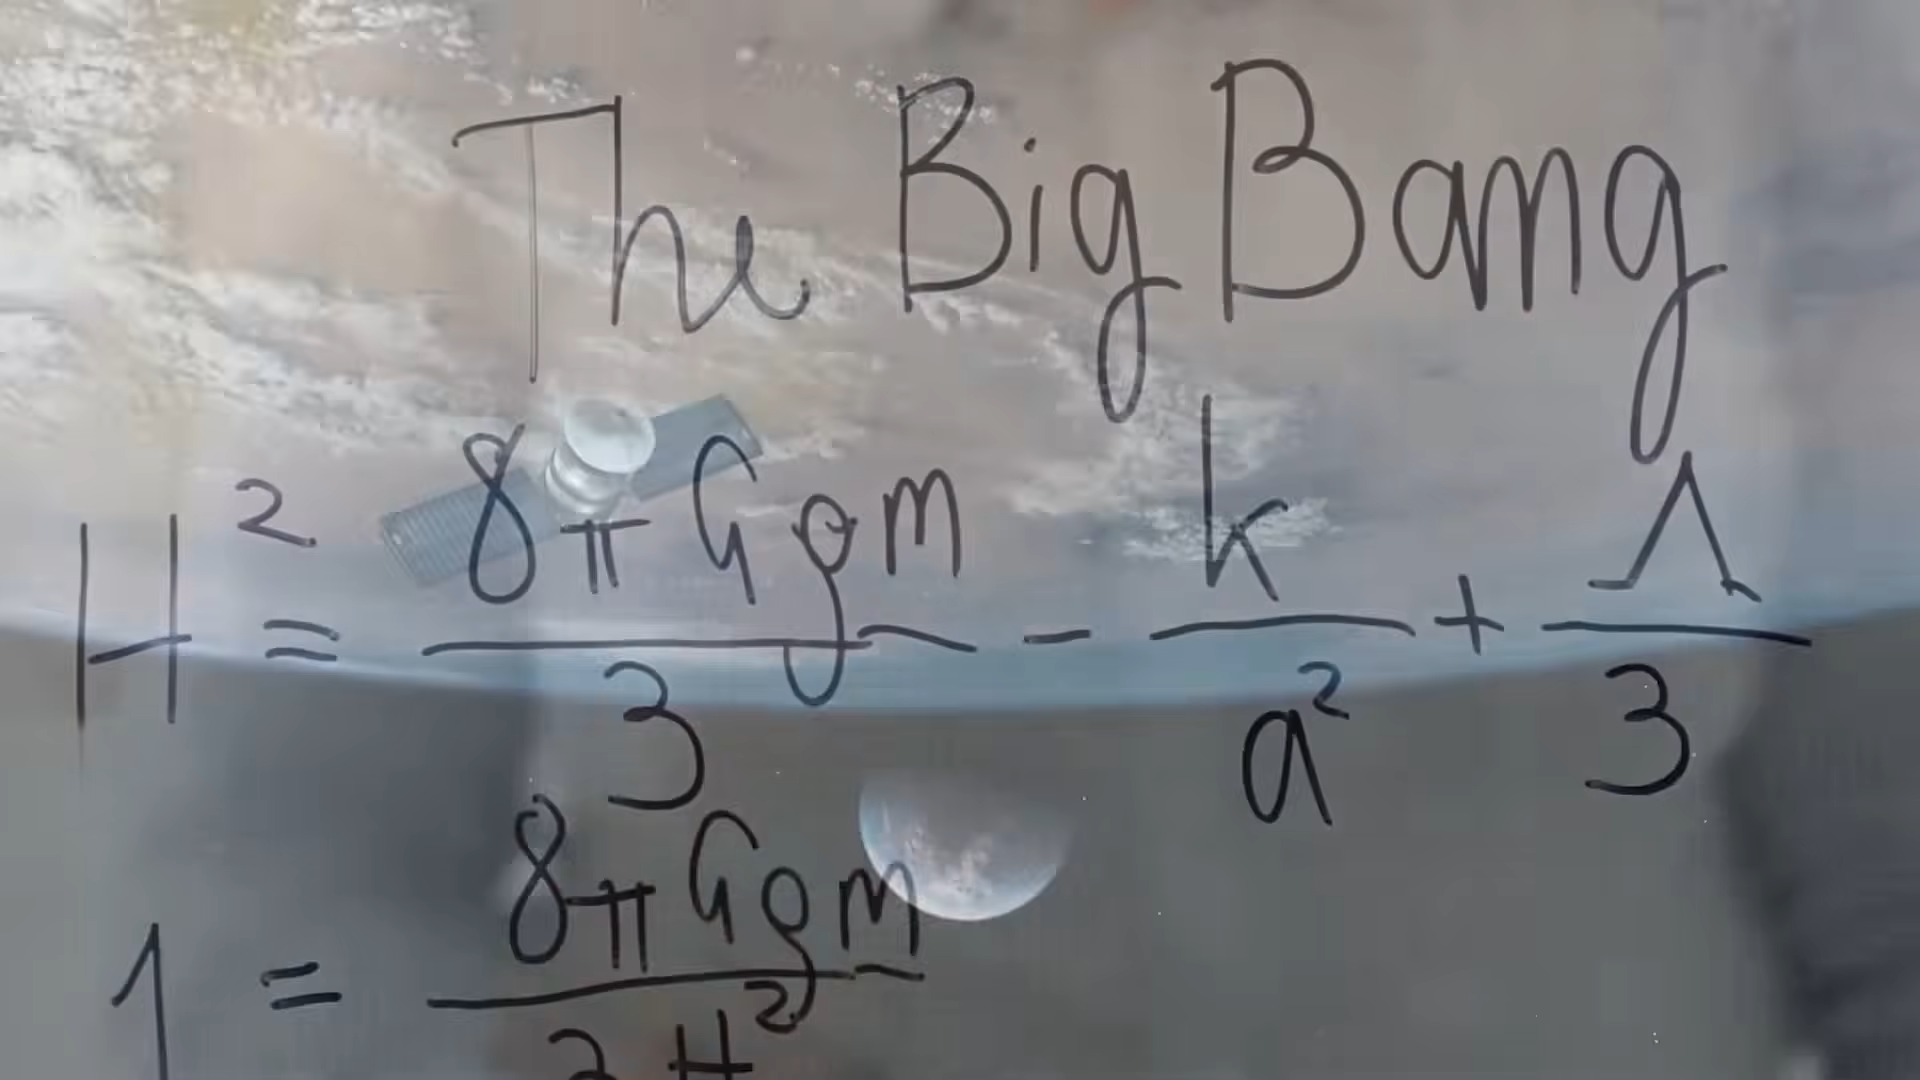 The Big Bang
H² = 8πGρm/3 - k/a² + Λ/3
1 = 8πGρm/3H²